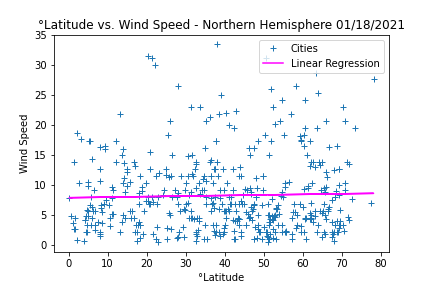 °Latitude vs. Wind Speed - Northern Hemisphere 01/18/2021
35
30
25
20
15
10
5
0
Wind Speed
Cities
Linear Regression
0 10 20 30 40 50 60 70 80
°Latitude